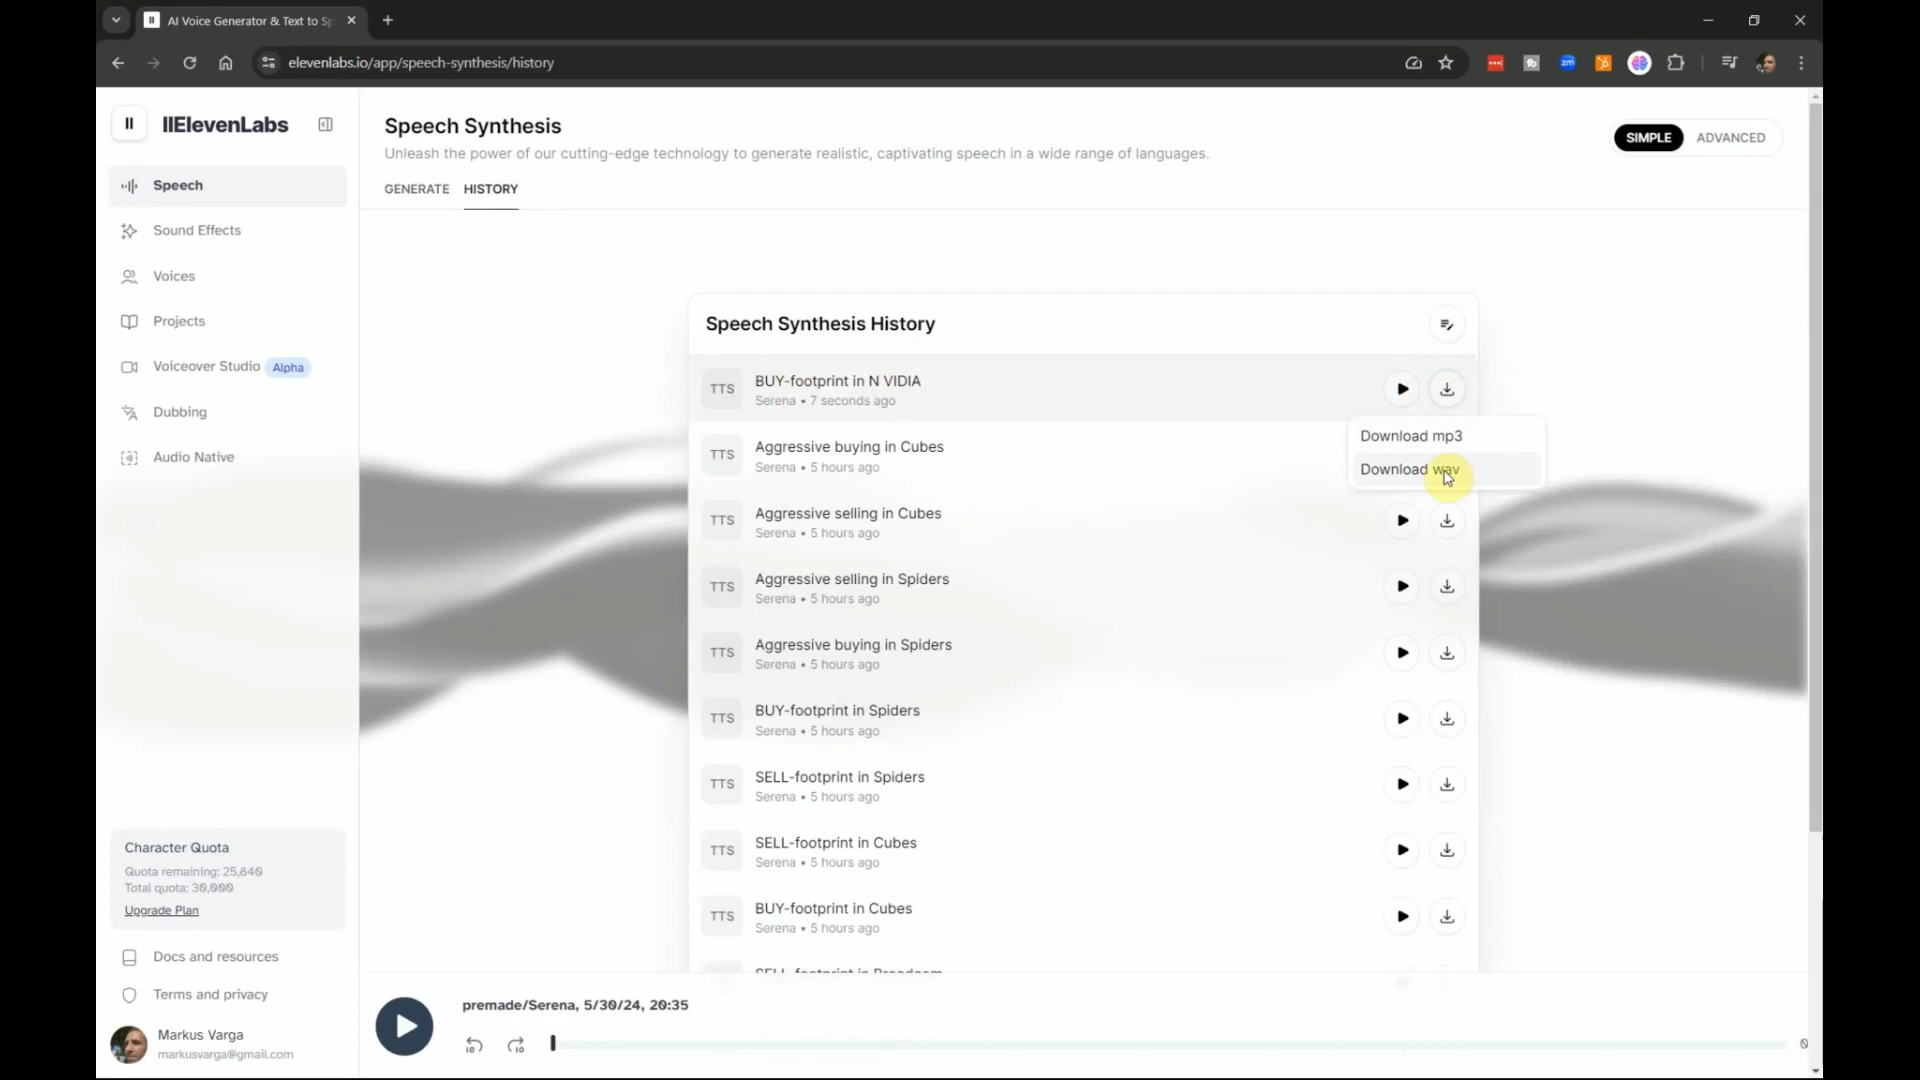 AI Voice Generator & Text to Sp
elevenlabs.io/app/speech-synthesis/history
IIElevenLabs
Speech
Sound Effects
Voices
Projects
Voiceover Studio Alpha
Dubbing
Audio Native
Character Quota
Quota remaining: 25,840
Total quota: 30,000
Upgrade Plan
Docs and resources
Terms and privacy
Markus Varga
markusvarga@gmail.com
Speech Synthesis
Unleash the power of our cutting-edge technology to generate realistic, captivating speech in a wide range of languages.
SIMPLE ADVANCED
GENERATE HISTORY
Speech Synthesis History
TTS BUY-footprint in N VIDIA
Serena • 7 seconds ago
Download mp3
Download wav
TTS Aggressive buying in Cubes
Serena • 5 hours ago
TTS Aggressive selling in Cubes
Serena • 5 hours ago
TTS Aggressive selling in Spiders
Serena • 5 hours ago
TTS Aggressive buying in Spiders
Serena • 5 hours ago
TTS BUY-footprint in Spiders
Serena • 5 hours ago
TTS SELL-footprint in Spiders
Serena • 5 hours ago
TTS SELL-footprint in Cubes
Serena • 5 hours ago
TTS BUY-footprint in Cubes
Serena • 5 hours ago
SELL-footprint in Broadcom
premade/Serena, 5/30/24, 20:35
10 10
0